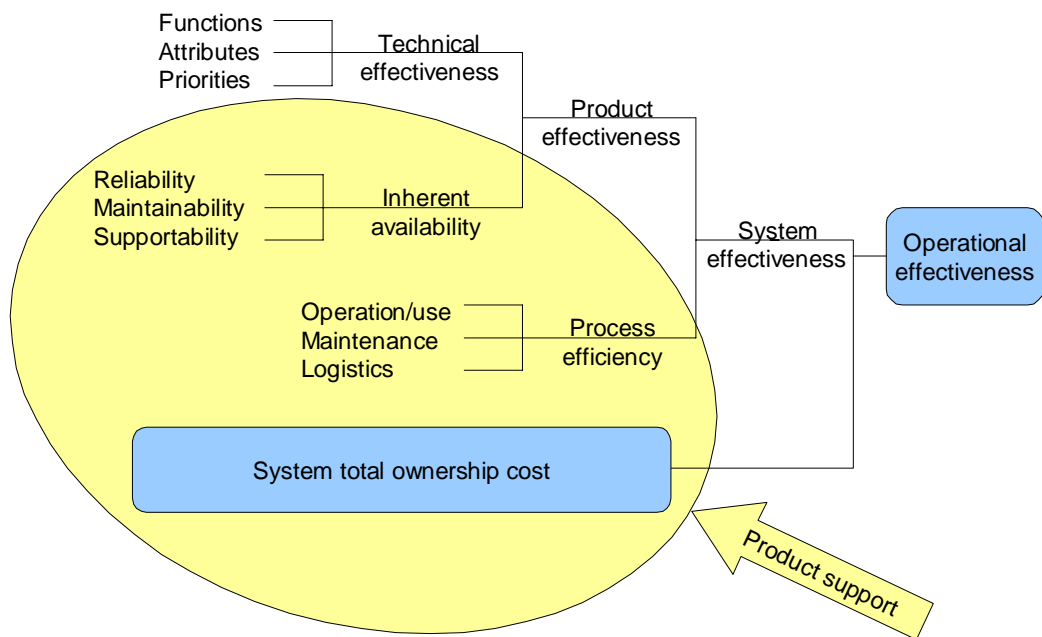 Functions
Attributes
Priorities
Technical
effectiveness
Product
effectiveness
Reliability
Maintainability
Supportability
Inherent
availability
System
effectiveness
Operational
effectiveness
Operation/use
Maintenance
Logistics
Process
efficiency
System total ownership cost
Product support